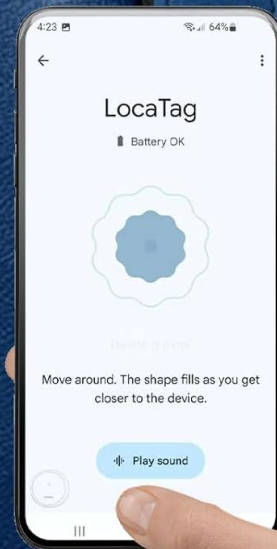 4:23
64%
LocaTag
Battery OK
Move around. The shape fills as you get
closer to the device.
Play sound